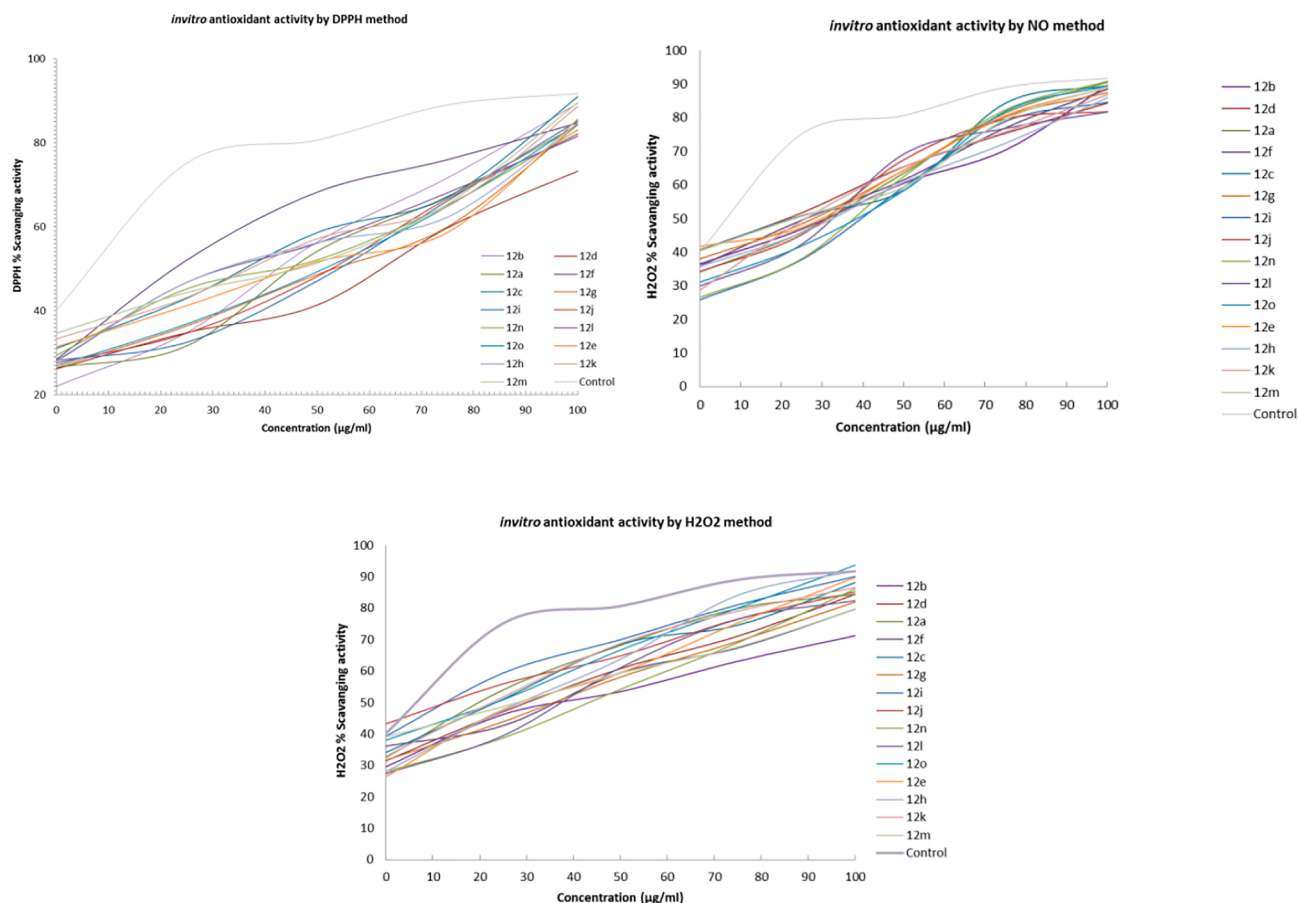 invitro antioxidant activity by DPPH method
100
80
60
40
20
DPPH % Scavanging activity
12b 12d
12a 12f
12c 12g
12i 12j
12n 12l
12o 12e
12h 12k
12m Control
0 10 20 30 40 50 60 70 80 90 100
Concentration (µg/ml)
invitro antioxidant activity by NO method
100
90
80
70
60
50
40
30
20
10
0
H2O2 % Scavanging activity
0 10 20 30 40 50 60 70 80 90 100
Concentration (µg/ml)
12b
12d
12a
12f
12c
12g
12i
12j
12n
12l
12o
12e
12h
12k
12m
Control
invitro antioxidant activity by H2O2 method
100
90
80
70
60
50
40
30
20
10
0
H2O2 % Scavanging activity
0 10 20 30 40 50 60 70 80 90 100
Concentration (µg/ml)
12b
12d
12a
12f
12c
12g
12i
12j
12n
12l
12o
12e
12h
12k
12m
Control